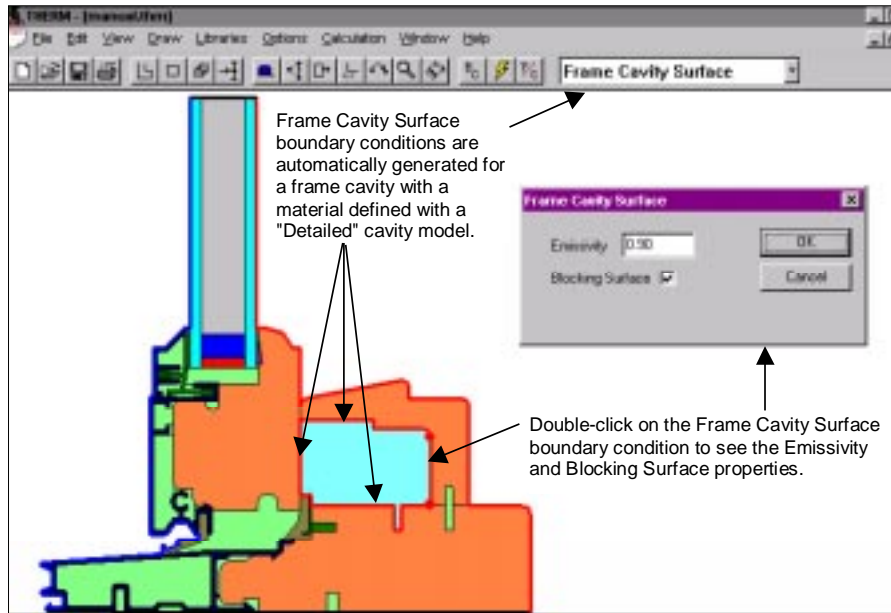 THERM - [manual.thm]
File Edit View Draw Libraries Options Calculation Window Help
Frame Cavity Surface
Frame Cavity Surface
boundary conditions are
automatically generated for
a frame cavity with a
material defined with a
"Detailed" cavity model.
Frame Cavity Surface
Emissivity 0.90
OK
Blocking Surface
Cancel
Double-click on the Frame Cavity Surface
boundary condition to see the Emissivity
and Blocking Surface properties.